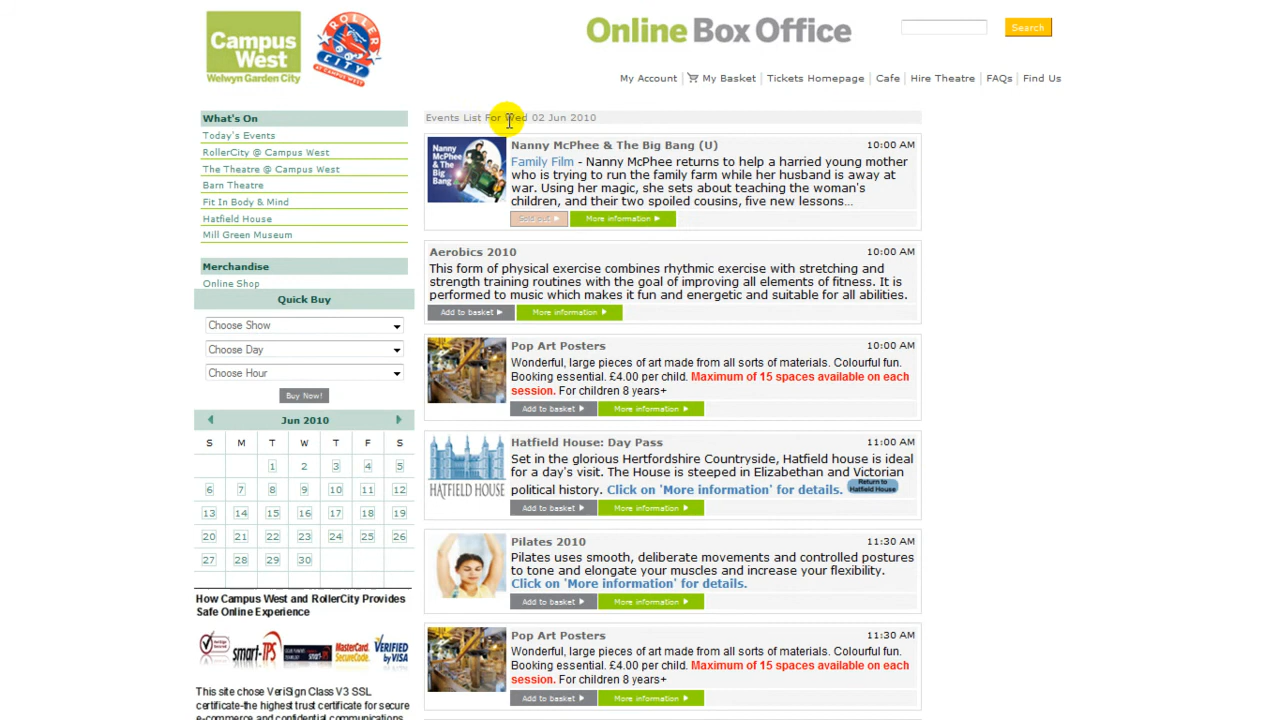 Campus
West
Welwyn Garden City
ROLLER
CITY
AT CAMPUS WEST
Online Box Office
Search
My Account
My Basket
Tickets Homepage
Cafe
Hire Theatre
FAQs
Find Us
What's On
Today's Events
RollerCity @ Campus West
The Theatre @ Campus West
Barn Theatre
Fit In Body & Mind
Hatfield House
Mill Green Museum
Merchandise
Online Shop
Quick Buy
Choose Show
Choose Day
Choose Hour
Buy Now!
Jun 2010
S M T W T F S
1 2 3 4 5
6 7 8 9 10 11 12
13 14 15 16 17 18 19
20 21 22 23 24 25 26
27 28 29 30
How Campus West and RollerCity Provides
Safe Online Experience
smart-TPS
MasterCard.
SecureCode.
VERIFIED
by VISA
This site chose VeriSign Class V3 SSL
certificate-the highest trust certificate for secure
e-commerce and confidential communications
Events List For Wed 02 Jun 2010
Nanny
McPhee
& The
Big
Bang
Nanny McPhee & The Big Bang (U) 10:00 AM
Family Film - Nanny McPhee returns to help a harried young mother
who is trying to run the family farm while her husband is away at
war. Using her magic, she sets about teaching the woman's
children, and their two spoiled cousins, five new lessons...
Sold out
More information
Aerobics 2010 10:00 AM
This form of physical exercise combines rhythmic exercise with stretching and
strength training routines with the goal of improving all elements of fitness. It is
performed to music which makes it fun and energetic and suitable for all abilities.
Add to basket
More information
Pop Art Posters 10:00 AM
Wonderful, large pieces of art made from all sorts of materials. Colourful fun.
Booking essential. £4.00 per child. Maximum of 15 spaces available on each
session. For children 8 years+
Add to basket
More information
HATFIELD HOUSE
Hatfield House: Day Pass 11:00 AM
Set in the glorious Hertfordshire Countryside, Hatfield house is ideal
for a day's visit. The House is steeped in Elizabethan and Victorian
political history. Click on 'More information' for details.
Return to
Hatfield House
Add to basket
More information
Pilates 2010 11:30 AM
Pilates uses smooth, deliberate movements and controlled postures
to tone and elongate your muscles and increase your flexibility.
Click on 'More information' for details.
Add to basket
More information
Pop Art Posters 11:30 AM
Wonderful, large pieces of art made from all sorts of materials. Colourful fun.
Booking essential. £4.00 per child. Maximum of 15 spaces available on each
session. For children 8 years+
Add to basket
More information